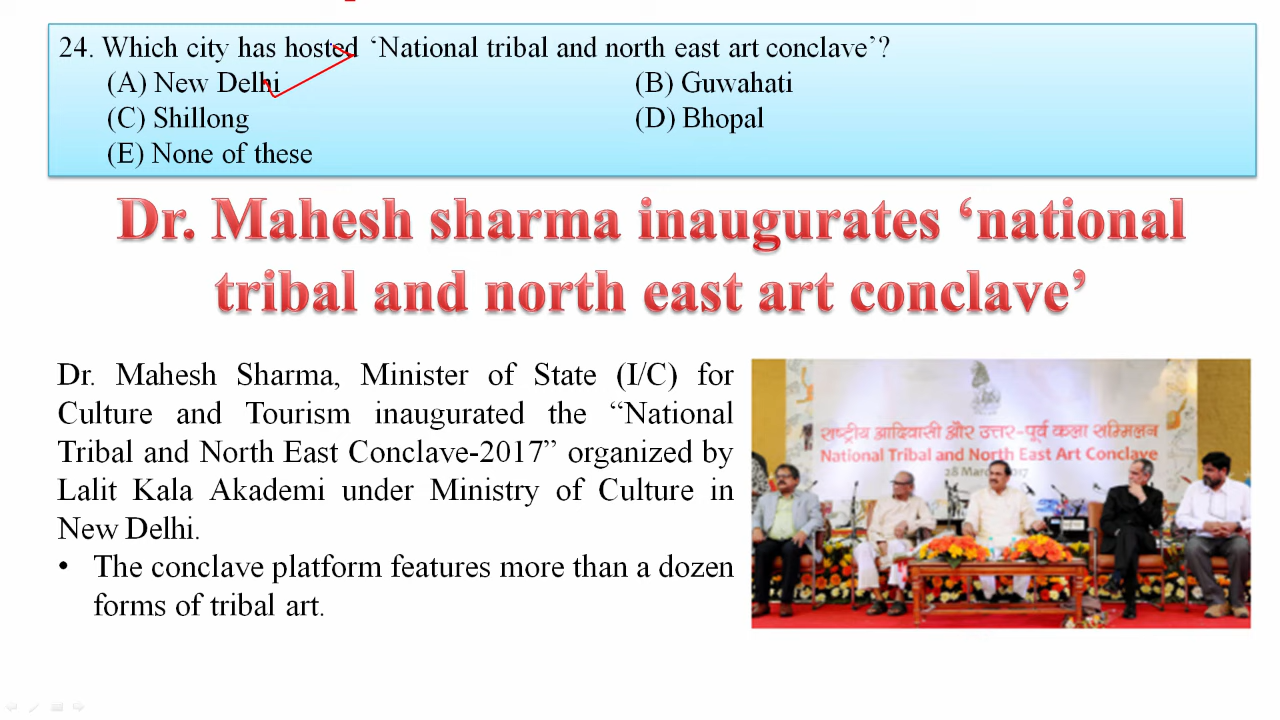 24. Which city has hosted ‘National tribal and north east art conclave’?
(A) New Delhi (B) Guwahati
(C) Shillong (D) Bhopal
(E) None of these
Dr. Mahesh sharma inaugurates ‘national
tribal and north east art conclave’
Dr. Mahesh Sharma, Minister of State (I/C) for
Culture and Tourism inaugurated the “National
Tribal and North East Conclave-2017” organized by
Lalit Kala Akademi under Ministry of Culture in
New Delhi.
• The conclave platform features more than a dozen
forms of tribal art.
राष्ट्रीय आदिवासी और उत्तर-पूर्व कला सम्मिलन
National Tribal and North East Art Conclave
28 March 2017